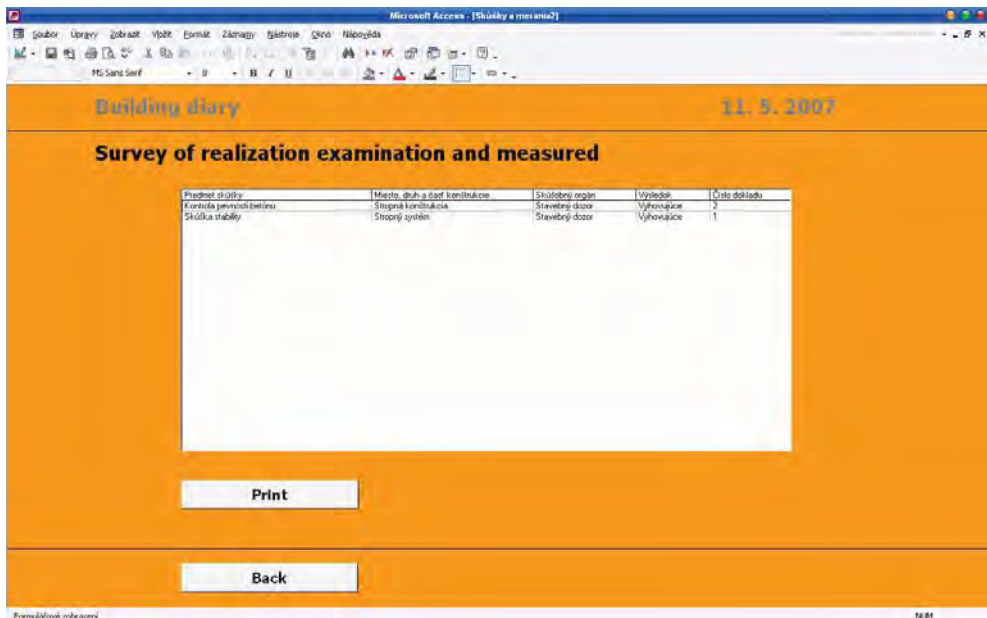 Microsoft Access - [Skúšky a merania?]
Soubor Úpravy Zobrazit Vložit Formát Záznamy Nástroje Okno Nápověda
MS Sans Serif B I U
Building diary 11. 5. 2007
Survey of realization examination and measured
Predmet skúšky Miesto, druh a časť konštrukcie Skúšobný orgán Výsledok Číslo dokladu
Kontrola pevnosti betónu Stropná konštrukcia Stavebný dozor Vyhovujúce 2
Skúška stability Stropný systém Stavebný dozor Vyhovujúce 1
Print
Back
Formulářové zobrazení NUM